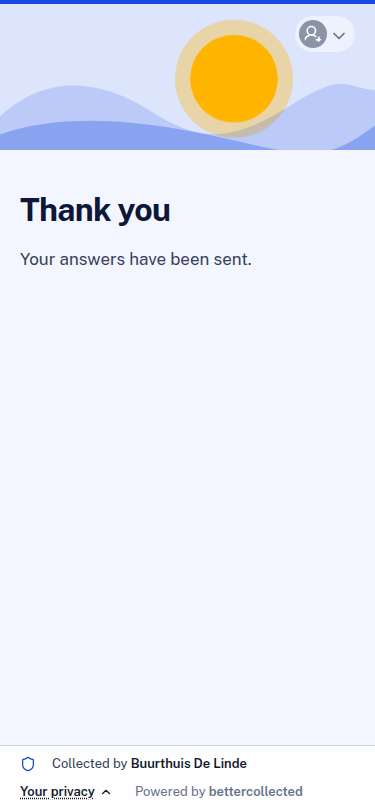 Thank you
Your answers have been sent.
Collected by Buurthuis De Linde
Your privacy Powered by bettercollected